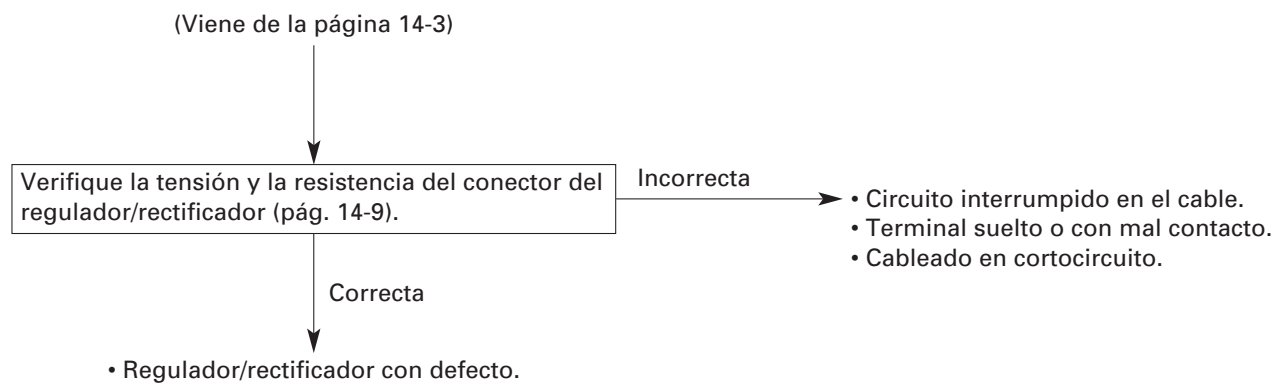 (Viene de la página 14-3)
Verifique la tensión y la resistencia del conector del
regulador/rectificador (pág. 14-9).
Incorrecta
• Circuito interrumpido en el cable.
• Terminal suelto o con mal contacto.
• Cableado en cortocircuito.
Correcta
• Regulador/rectificador con defecto.